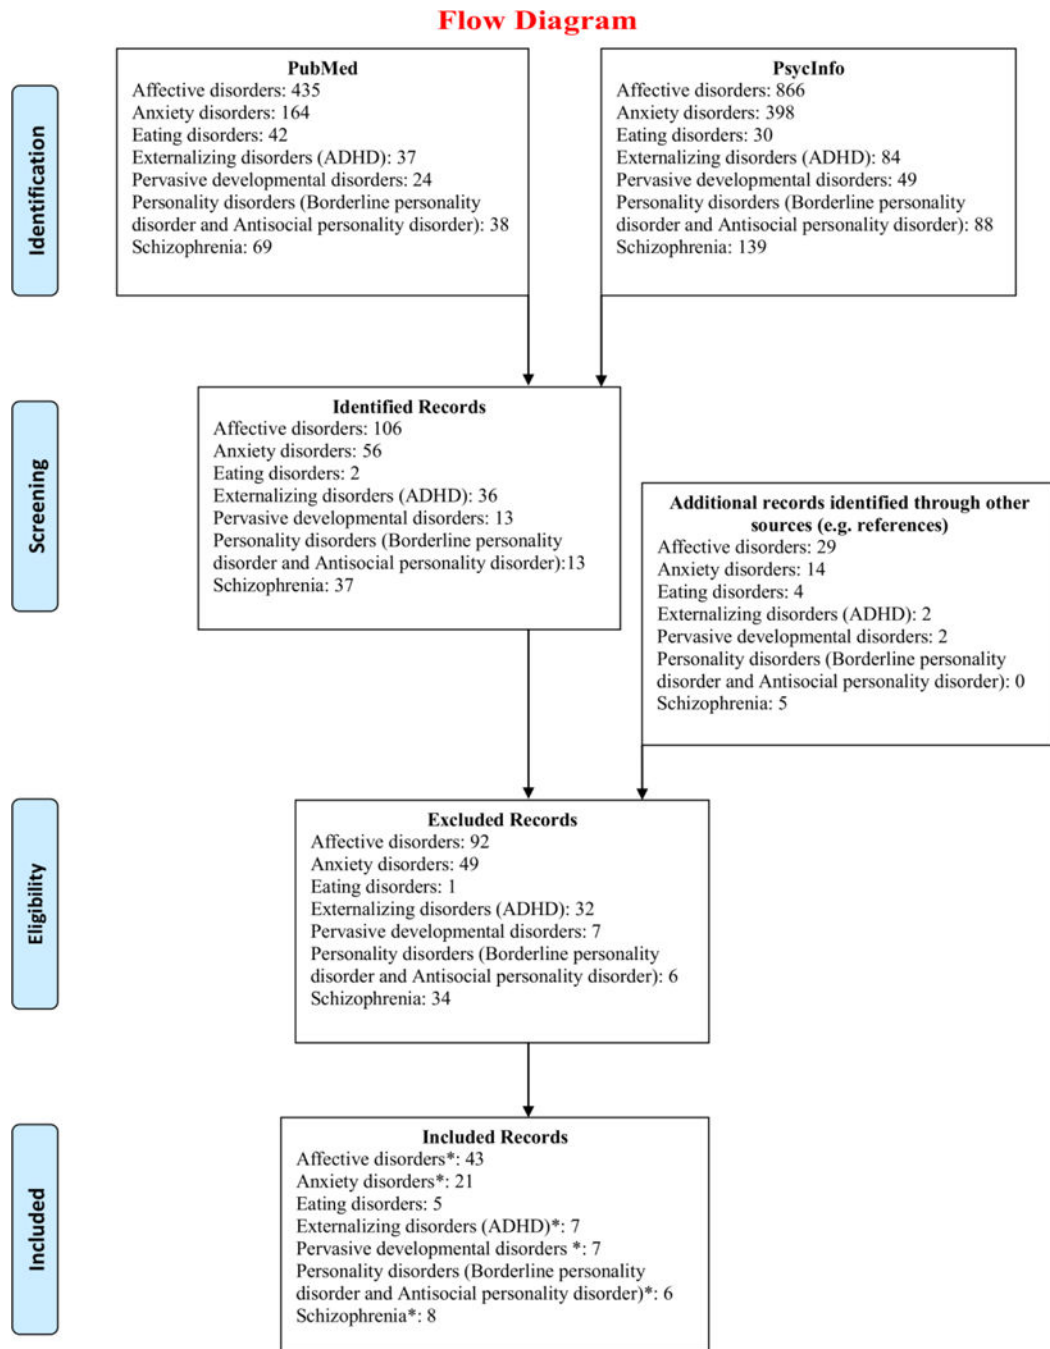 Flow Diagram
Identification
PubMed
Affective disorders: 435
Anxiety disorders: 164
Eating disorders: 42
Externalizing disorders (ADHD): 37
Pervasive developmental disorders: 24
Personality disorders (Borderline personality
disorder and Antisocial personality disorder): 38
Schizophrenia: 69
PsycInfo
Affective disorders: 866
Anxiety disorders: 398
Eating disorders: 30
Externalizing disorders (ADHD): 84
Pervasive developmental disorders: 49
Personality disorders (Borderline personality
disorder and Antisocial personality disorder): 88
Schizophrenia: 139
Screening
Identified Records
Affective disorders: 106
Anxiety disorders: 56
Eating disorders: 2
Externalizing disorders (ADHD): 36
Pervasive developmental disorders: 13
Personality disorders (Borderline personality
disorder and Antisocial personality disorder):13
Schizophrenia: 37
Additional records identified through other
sources (e.g. references)
Affective disorders: 29
Anxiety disorders: 14
Eating disorders: 4
Externalizing disorders (ADHD): 2
Pervasive developmental disorders: 2
Personality disorders (Borderline personality
disorder and Antisocial personality disorder): 0
Schizophrenia: 5
Eligibility
Excluded Records
Affective disorders: 92
Anxiety disorders: 49
Eating disorders: 1
Externalizing disorders (ADHD): 32
Pervasive developmental disorders: 7
Personality disorders (Borderline personality
disorder and Antisocial personality disorder): 6
Schizophrenia: 34
Included
Included Records
Affective disorders*: 43
Anxiety disorders*: 21
Eating disorders: 5
Externalizing disorders (ADHD)*: 7
Pervasive developmental disorders *: 7
Personality disorders (Borderline personality
disorder and Antisocial personality disorder)*: 6
Schizophrenia*: 8